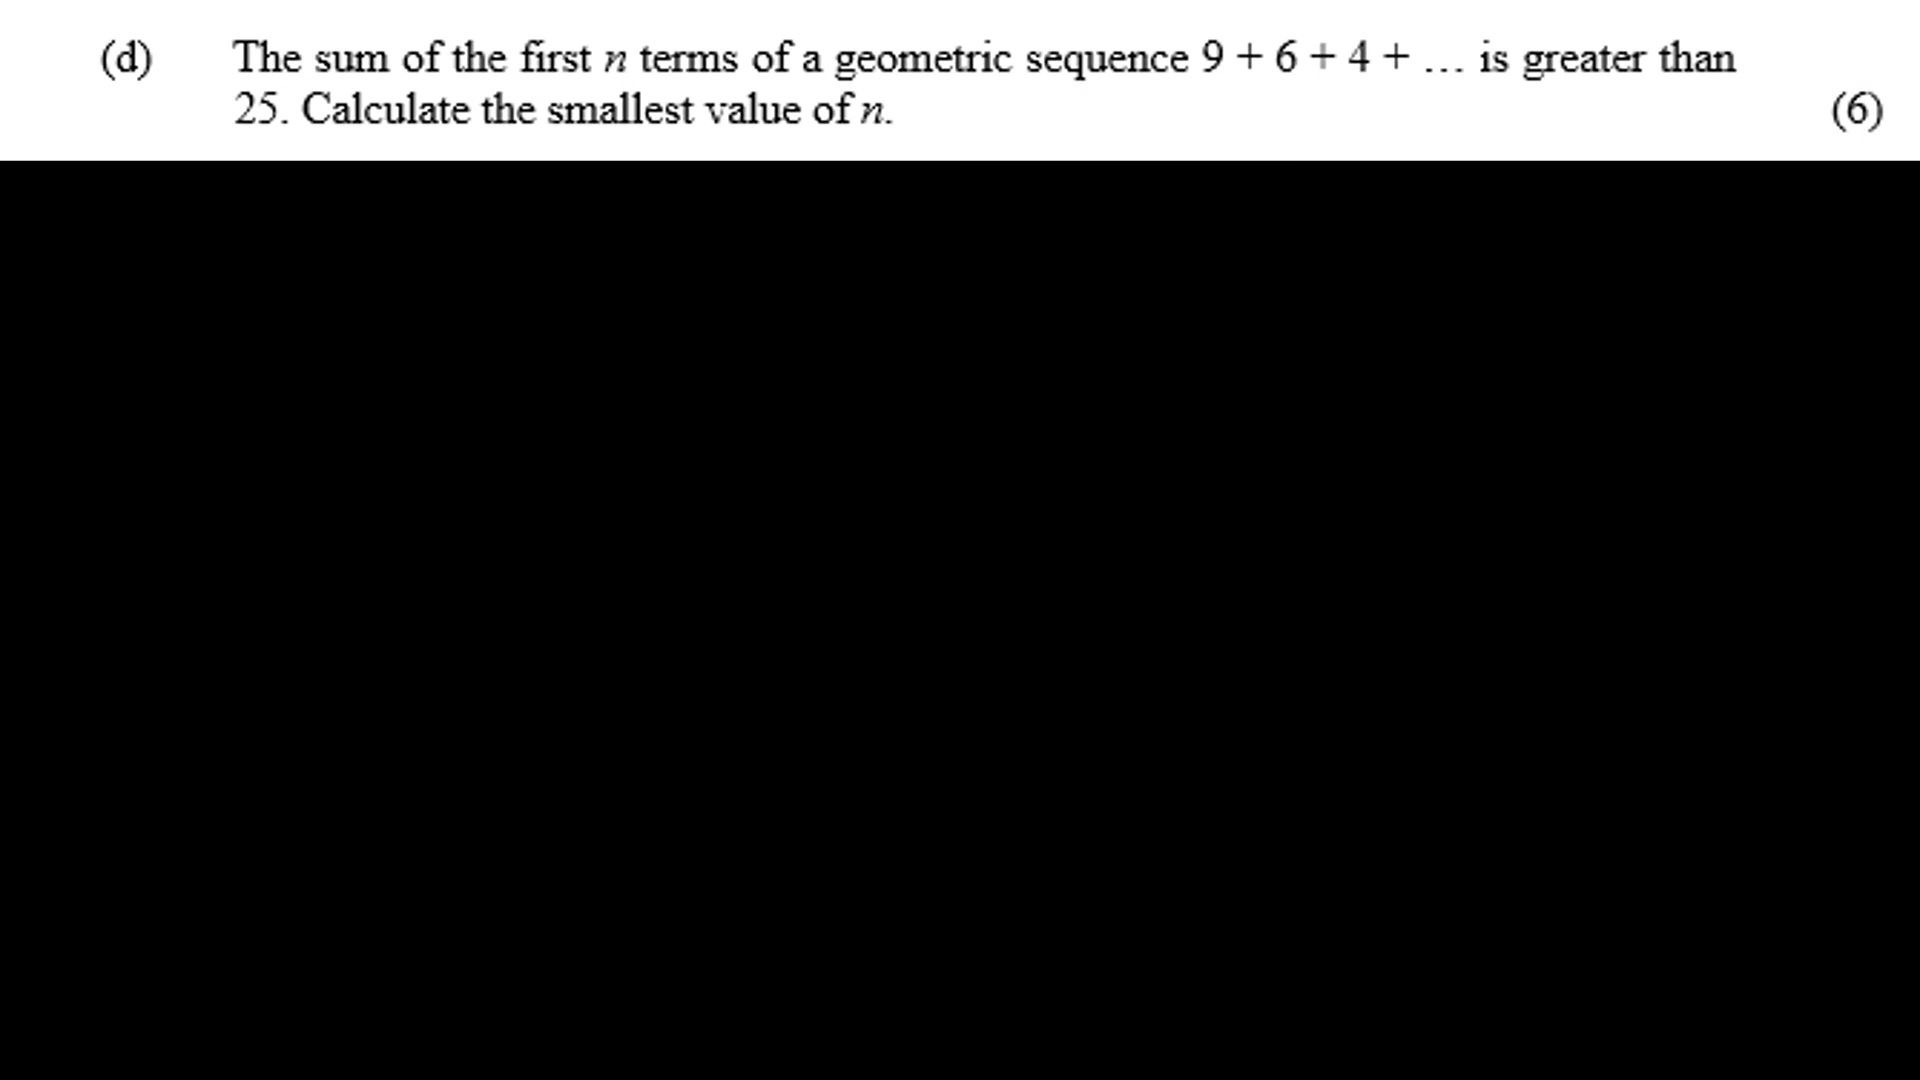 (d) The sum of the first n terms of a geometric sequence 9 + 6 + 4 + ... is greater than
25. Calculate the smallest value of n. (6)